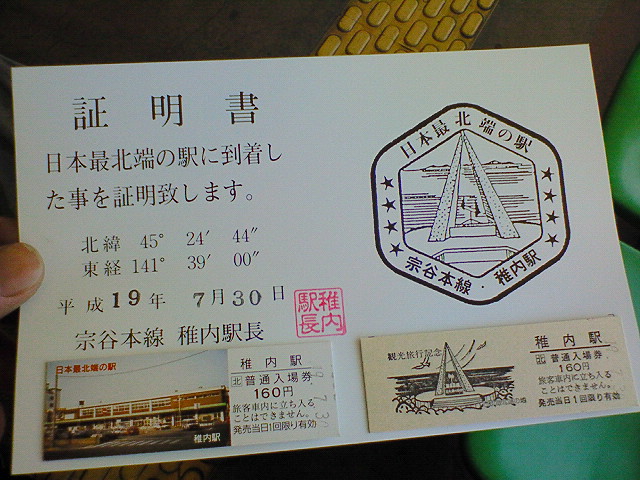 証明書
日本最北端の駅に到着し
た事を証明致します。
北緯 45° 24′ 44″
東経 141° 39′ 00″
平成19年 7月30日
宗谷本線 稚内駅長
稚内
駅長
日本最北端の駅
宗谷本線・稚内駅
日本最北端の駅
稚内駅
稚内駅
北 普通入場券
160円
旅客車内に立ち入る
ことはできません。
発売当日1回限り有効
観光旅行記念
稚内駅
北 普通入場券
160円
旅客車内に立ち入る
ことはできません。
発売当日1回限り有効